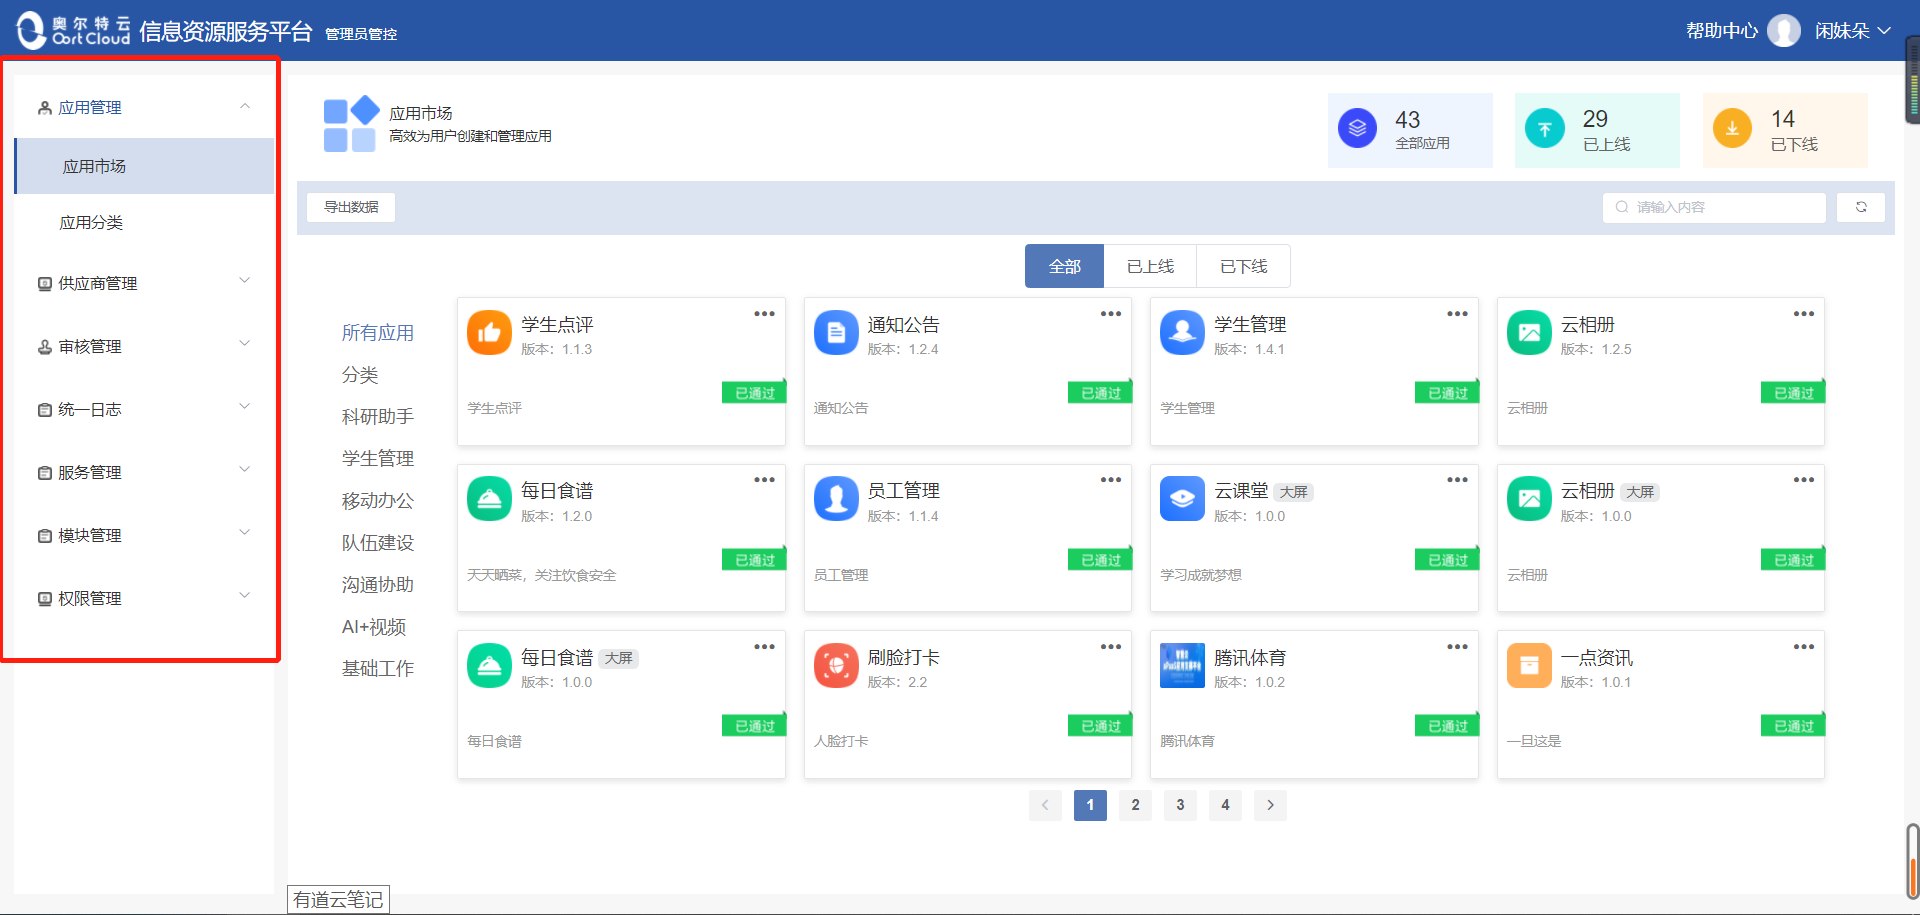 奥尔特云
Oort Cloud
信息资源服务平台 管理员管控
帮助中心
闲妹朵
应用管理
应用市场
应用分类
供应商管理
审核管理
统一日志
服务管理
模块管理
权限管理
应用市场
高效为用户创建和管理应用
43
全部应用
29
已上线
14
已下线
导出数据
请输入内容
全部
已上线
已下线
所有应用
分类
科研助手
学生管理
移动办公
队伍建设
沟通协助
AI+视频
基础工作
学生点评
版本：1.1.3
已通过
学生点评
通知公告
版本：1.2.4
已通过
通知公告
学生管理
版本：1.4.1
已通过
学生管理
云相册
版本：1.2.5
已通过
云相册
每日食谱
版本：1.2.0
已通过
天天晒菜，关注饮食安全
员工管理
版本：1.1.4
已通过
员工管理
云课堂 大屏
版本：1.0.0
已通过
学习成就梦想
云相册 大屏
版本：1.0.0
已通过
云相册
每日食谱 大屏
版本：1.0.0
已通过
每日食谱
刷脸打卡
版本：2.2
已通过
人脸打卡
腾讯体育
版本：1.0.2
已通过
腾讯体育
一点资讯
版本：1.0.1
已通过
一旦这是
1 2 3 4
有道云笔记